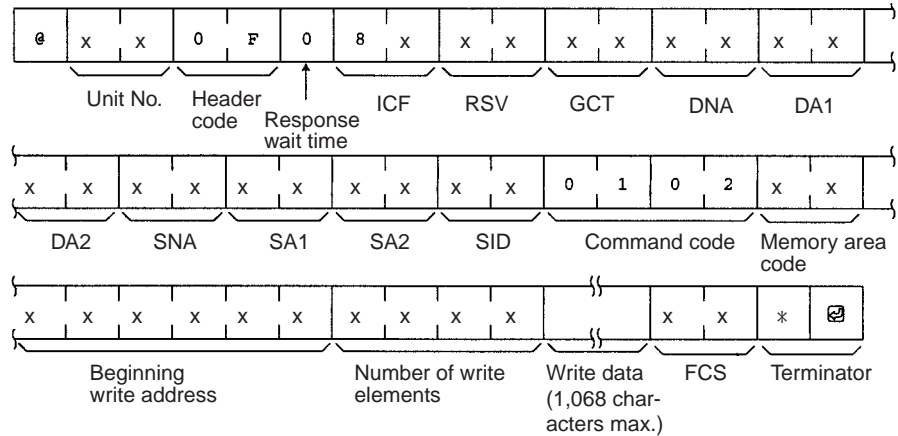 @ x x 0 F 0 8 x x x x x x x x x
Unit No. Header code Response wait time ICF RSV GCT DNA DA1
x x x x x x x x x x 0 1 0 2 x x
DA2 SNA SA1 SA2 SID Command code Memory area code
x x x x x x x x x x x x * ↵
Beginning write address Number of write elements Write data (1,068 char-
acters max.) FCS Terminator